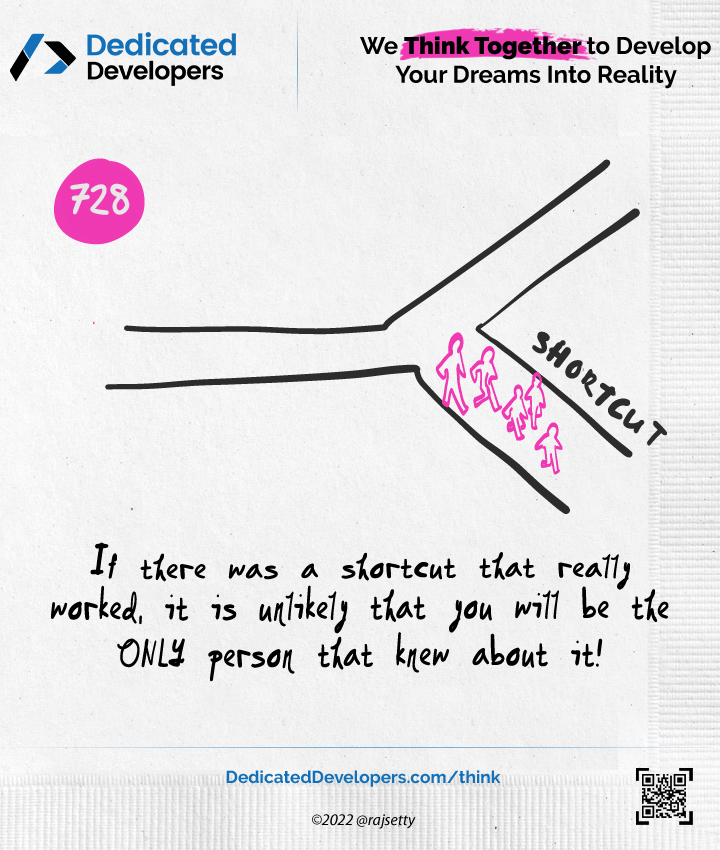 Dedicated
Developers
We Think Together to Develop
Your Dreams Into Reality
728
SHORTCUT
If there was a shortcut that really
worked, it is unlikely that you will be the
ONLY person that knew about it!
DedicatedDevelopers.com/think
©2022 @rajsetty